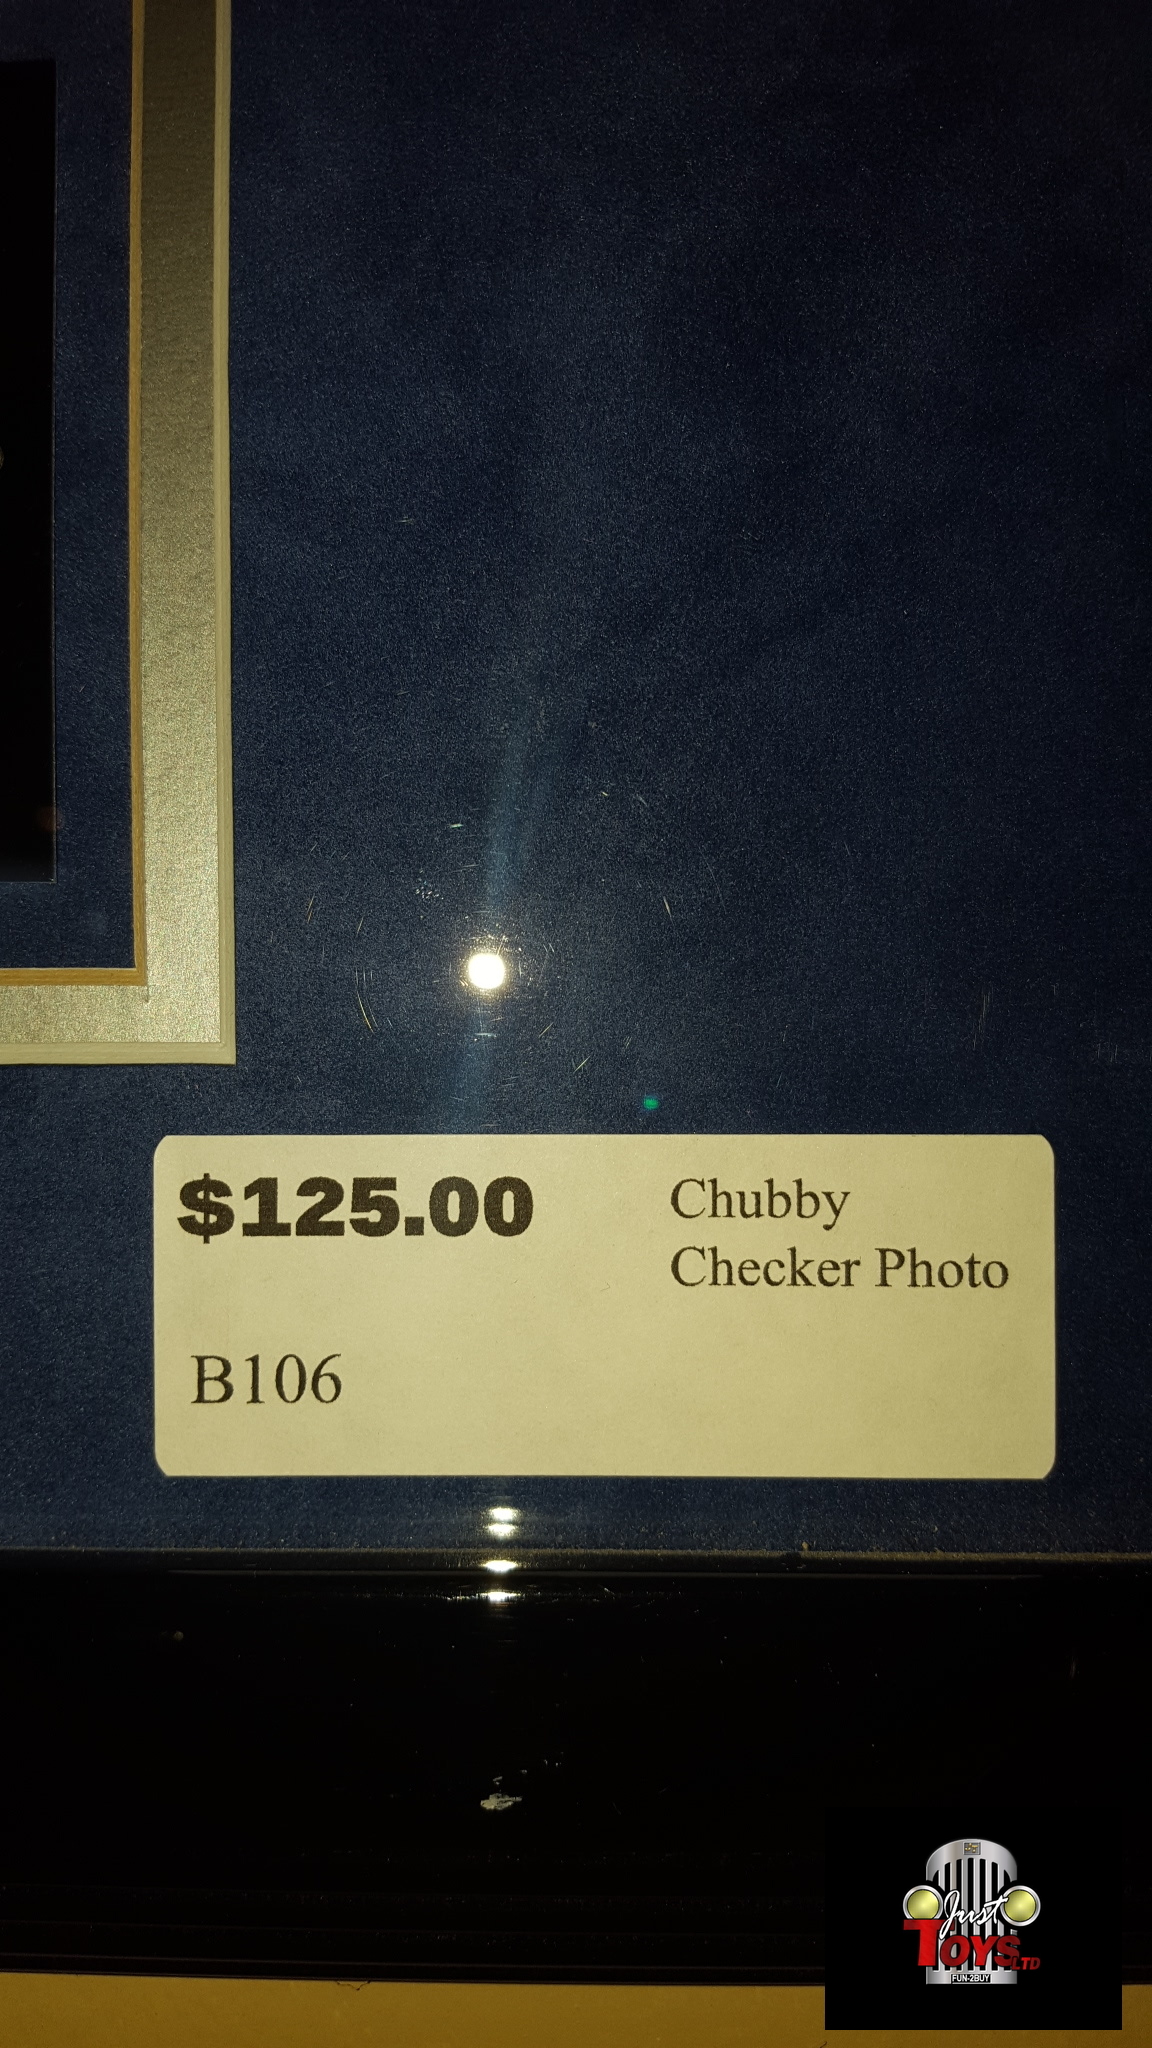 $125.00
Chubby
Checker Photo
B106
Just
TOYS LTD
FUN-2BUY